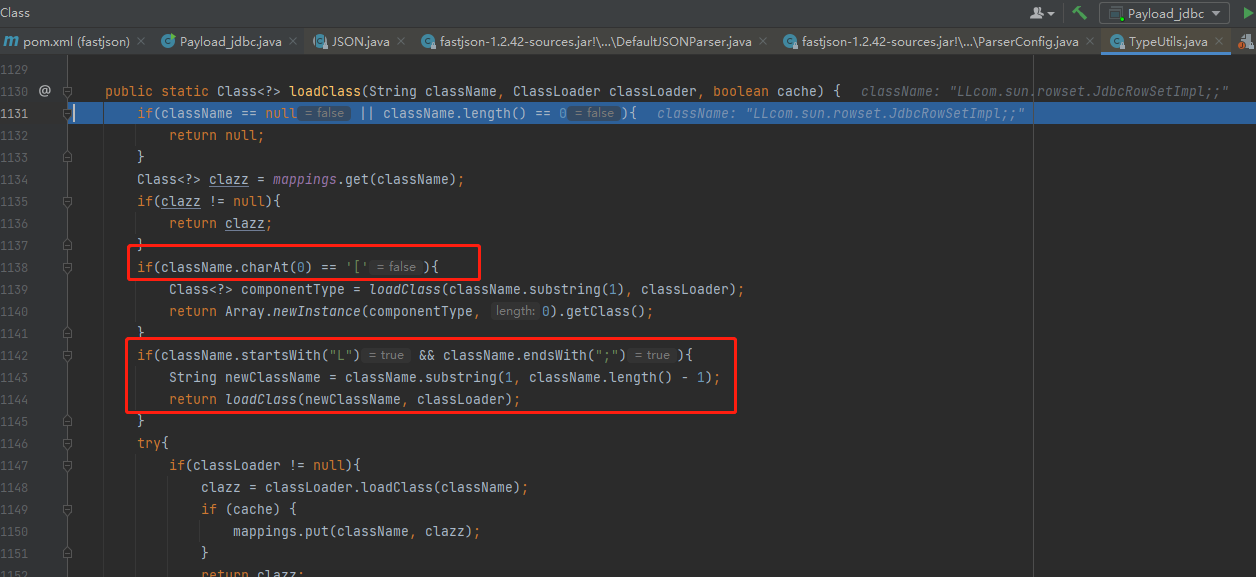 Class
Payload_jdbc
pom.xml (fastjson)
Payload_jdbc.java
JSON.java
fastjson-1.2.42-sources.jar!\...\DefaultJSONParser.java
fastjson-1.2.42-sources.jar!\...\ParserConfig.java
TypeUtils.java
1129
1130 @ public static Class<?> loadClass(String className, ClassLoader classLoader, boolean cache) { className: "LLcom.sun.rowset.JdbcRowSetImpl;;"
1131 if(className == null = false || className.length() == 0 = false ){ className: "LLcom.sun.rowset.JdbcRowSetImpl;;"
1132 return null;
1133 }
1134 Class<?> clazz = mappings.get(className);
1135 if(clazz != null){
1136 return clazz;
1137 }
1138 if(className.charAt(0) == '[' = false ){
1139 Class<?> componentType = loadClass(className.substring(1), classLoader);
1140 return Array.newInstance(componentType, length: 0).getClass();
1141 }
1142 if(className.startsWith("L") = true && className.endsWith(";") = true ){
1143 String newClassName = className.substring(1, className.length() - 1);
1144 return loadClass(newClassName, classLoader);
1145 }
1146 try{
1147 if(classLoader != null){
1148 clazz = classLoader.loadClass(className);
1149 if (cache) {
1150 mappings.put(className, clazz);
1151 }
1152 return clazz;